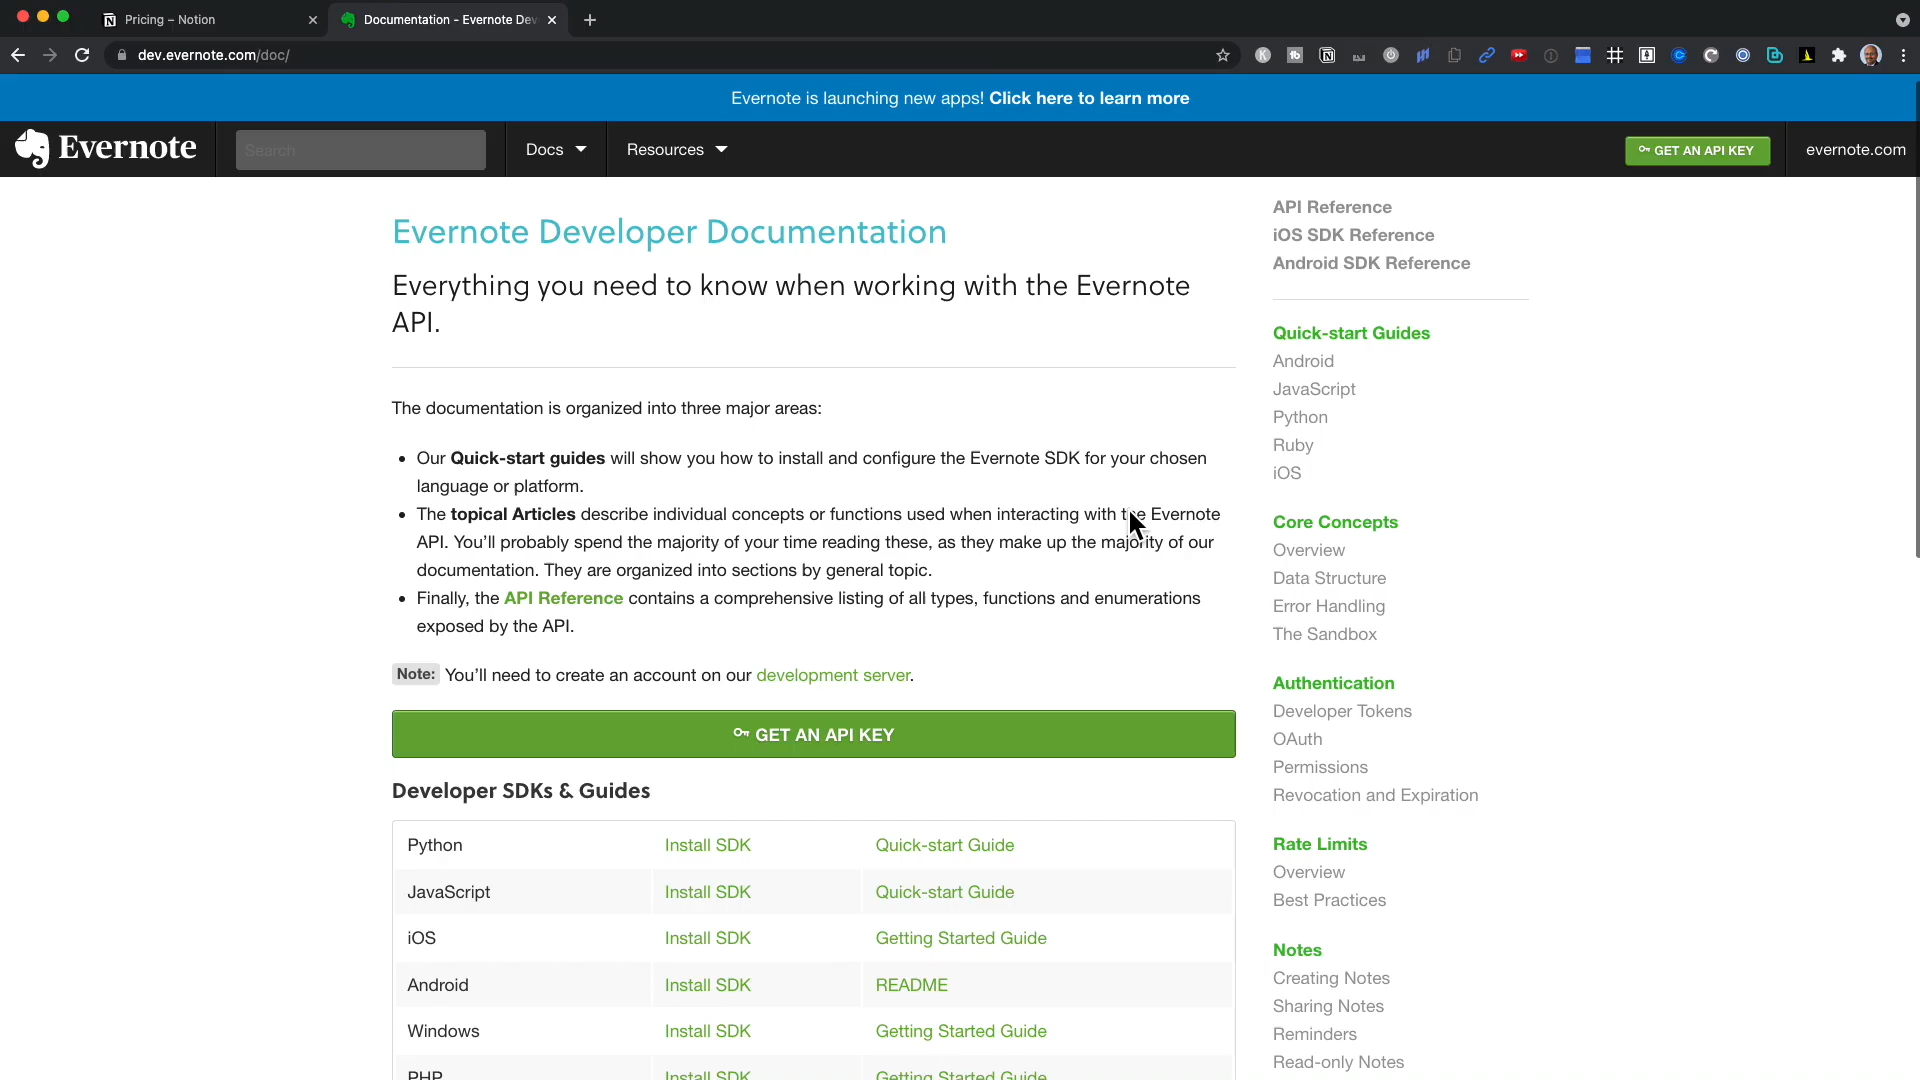 Pricing – Notion
Documentation - Evernote Dev
dev.evernote.com/doc/
Evernote is launching new apps! Click here to learn more
Evernote
Search
Docs
Resources
GET AN API KEY
evernote.com
Evernote Developer Documentation
Everything you need to know when working with the Evernote
API.
The documentation is organized into three major areas:
Our Quick-start guides will show you how to install and configure the Evernote SDK for your chosen
language or platform.
The topical Articles describe individual concepts or functions used when interacting with the Evernote
API. You’ll probably spend the majority of your time reading these, as they make up the majority of our
documentation. They are organized into sections by general topic.
Finally, the API Reference contains a comprehensive listing of all types, functions and enumerations
exposed by the API.
Note: You’ll need to create an account on our development server.
GET AN API KEY
Developer SDKs & Guides
Python Install SDK Quick-start Guide
JavaScript Install SDK Quick-start Guide
iOS Install SDK Getting Started Guide
Android Install SDK README
Windows Install SDK Getting Started Guide
PHP Install SDK Getting Started Guide
API Reference
iOS SDK Reference
Android SDK Reference
Quick-start Guides
Android
JavaScript
Python
Ruby
iOS
Core Concepts
Overview
Data Structure
Error Handling
The Sandbox
Authentication
Developer Tokens
OAuth
Permissions
Revocation and Expiration
Rate Limits
Overview
Best Practices
Notes
Creating Notes
Sharing Notes
Reminders
Read-only Notes